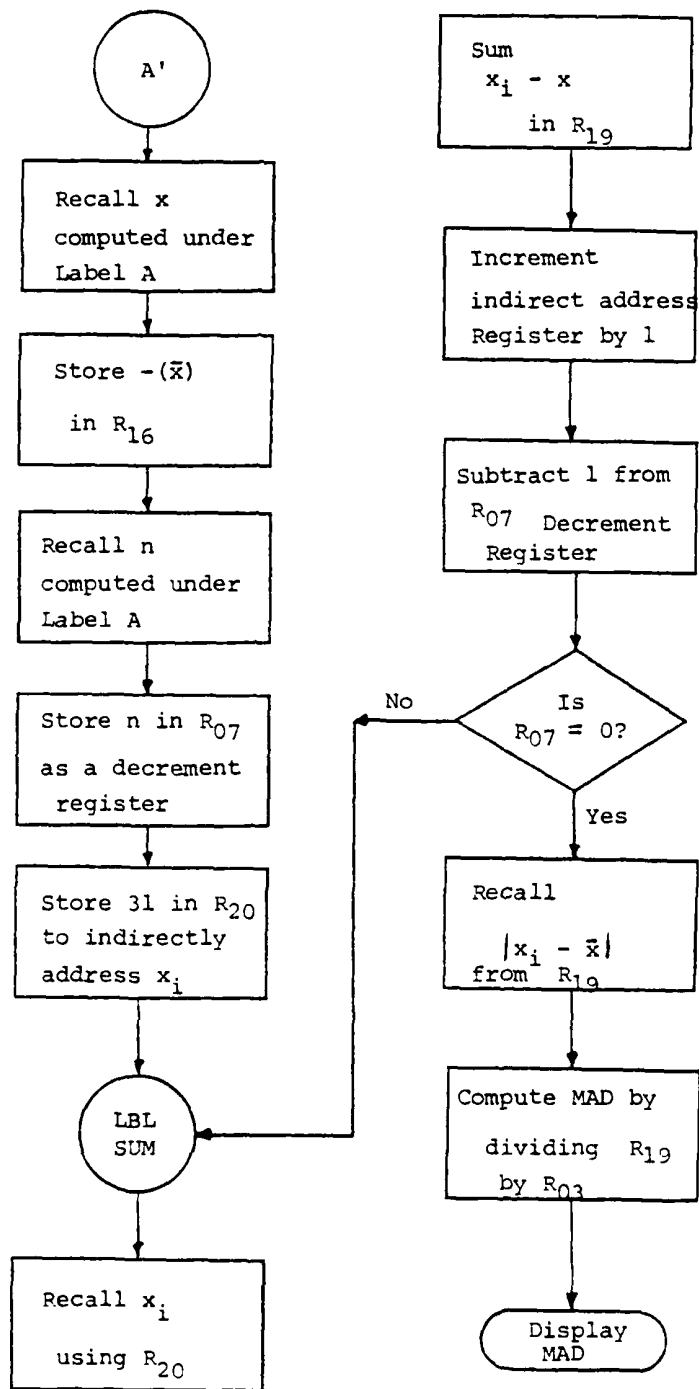 A'
Recall x
computed under
Label A
Store -(x̄)
in R16
Recall n
computed under
Label A
Store n in R07
as a decrement
register
Store 31 in R20
to indirectly
address xi
LBL
SUM
Recall xi
using R20
Sum
xi - x
in R19
Increment
indirect address
Register by 1
Subtract 1 from
R07 Decrement
Register
Is
R07 = 0?
No
Yes
Recall
|xi - x̄|
from R19
Compute MAD by
dividing R19
by R03
Display
MAD